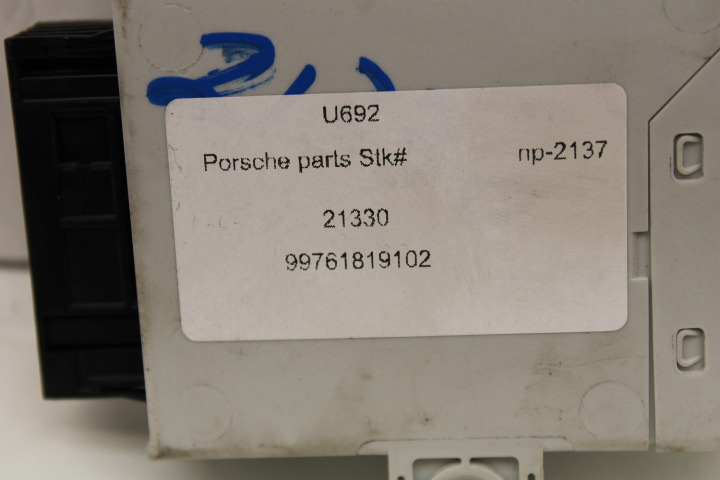 U692
Porsche parts Stk# np-2137
21330
99761819102